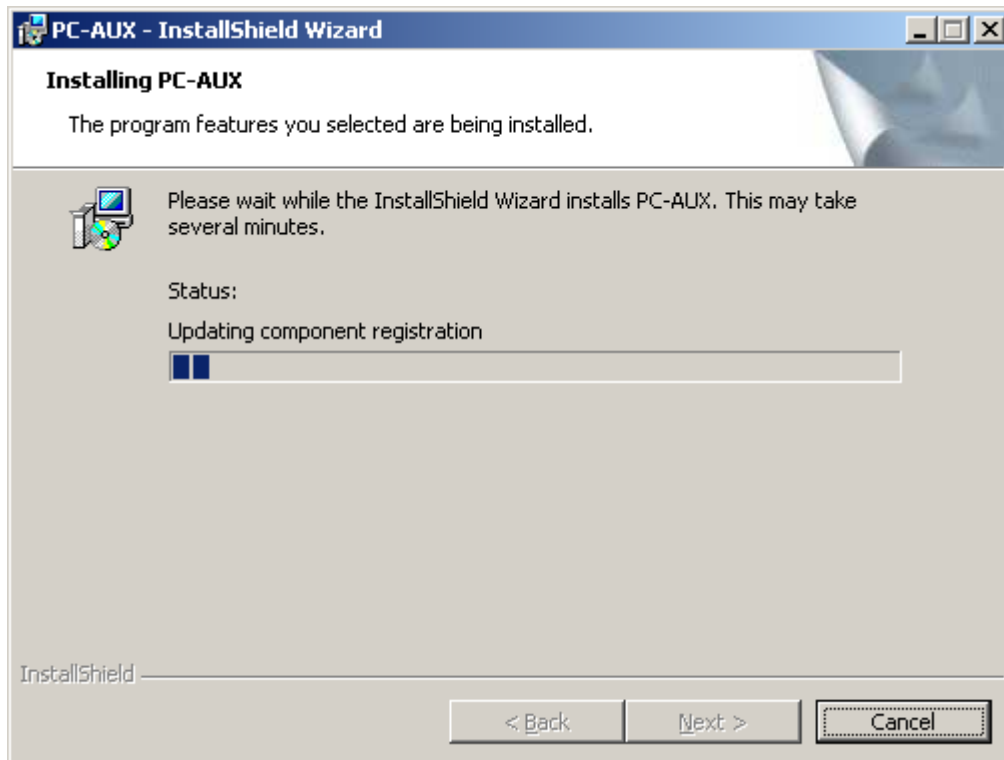 PC-AUX - InstallShield Wizard
Installing PC-AUX
The program features you selected are being installed.
Please wait while the InstallShield Wizard installs PC-AUX. This may take
several minutes.
Status:
Updating component registration
InstallShield
< Back
Next >
Cancel